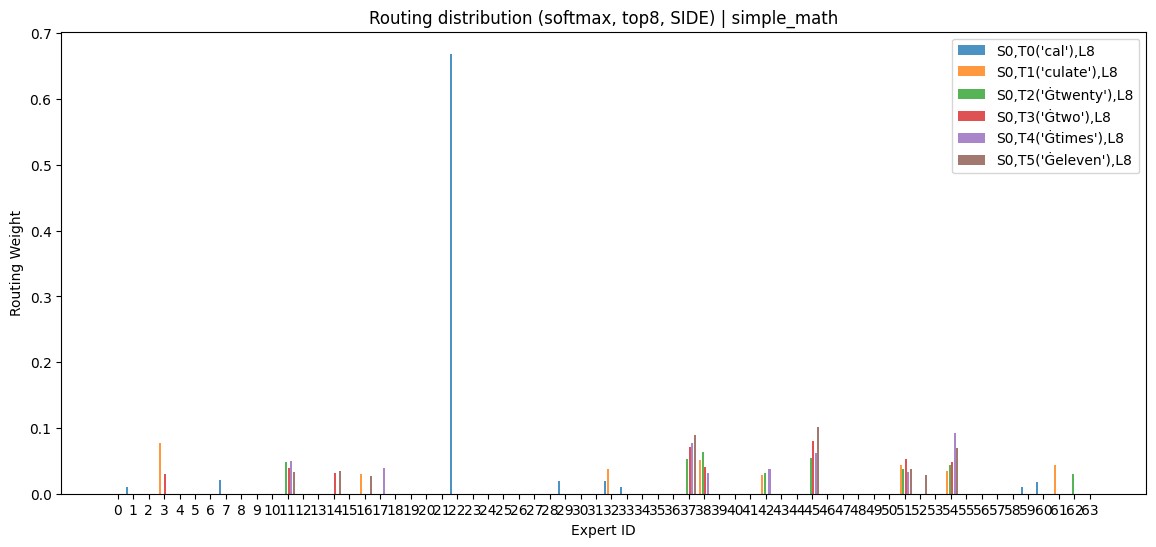 Routing distribution (softmax, top8, SIDE) | simple_math
0.7
0.6
0.5
0.4
0.3
0.2
0.1
0.0
Routing Weight
S0,T0('cal'),L8
S0,T1('culate'),L8
S0,T2('Ġtwenty'),L8
S0,T3('Ġtwo'),L8
S0,T4('Ġtimes'),L8
S0,T5('Ġeleven'),L8
0 1 2 3 4 5 6 7 8 9 10 11 12 13 14 15 16 17 18 19 20 21 22 23 24 25 26 27 28 29 30 31 32 33 34 35 36 37 38 39 40 41 42 43 44 45 46 47 48 49 50 51 52 53 54 55 56 57 58 59 60 61 62 63
Expert ID